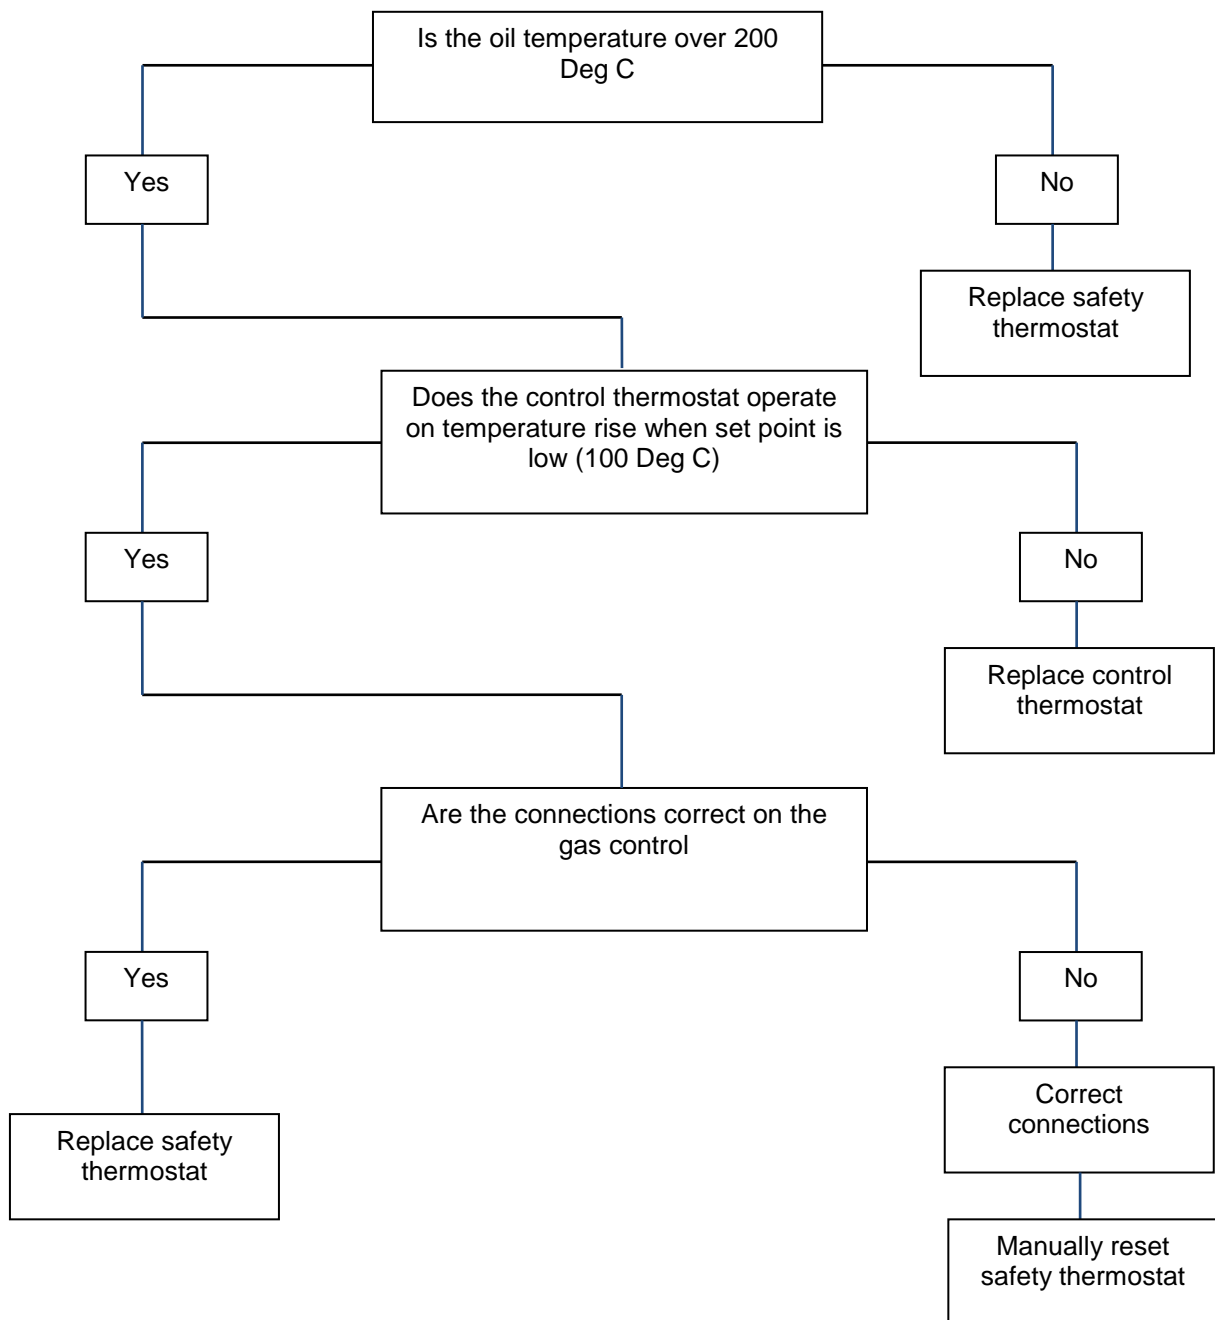 Is the oil temperature over 200
Deg C
Yes
No
Replace safety
thermostat
Does the control thermostat operate
on temperature rise when set point is
low (100 Deg C)
Yes
No
Replace control
thermostat
Are the connections correct on the
gas control
Yes
No
Correct
connections
Replace safety
thermostat
Manually reset
safety thermostat